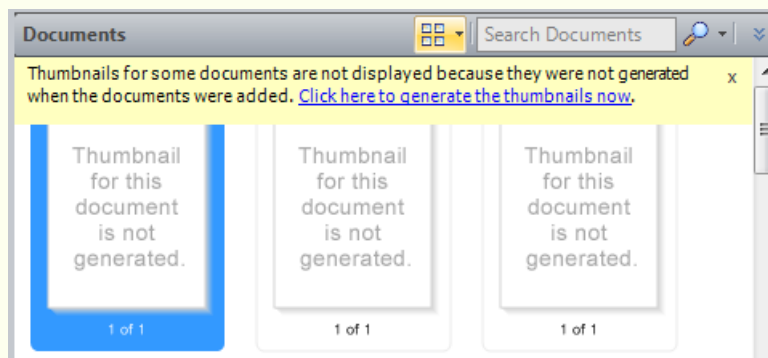 Documents
Search Documents
Thumbnails for some documents are not displayed because they were not generated x
when the documents were added. Click here to generate the thumbnails now.
Thumbnail
for this
document
is not
generated.
1 of 1
Thumbnail
for this
document
is not
generated.
1 of 1
Thumbnail
for this
document
is not
generated.
1 of 1